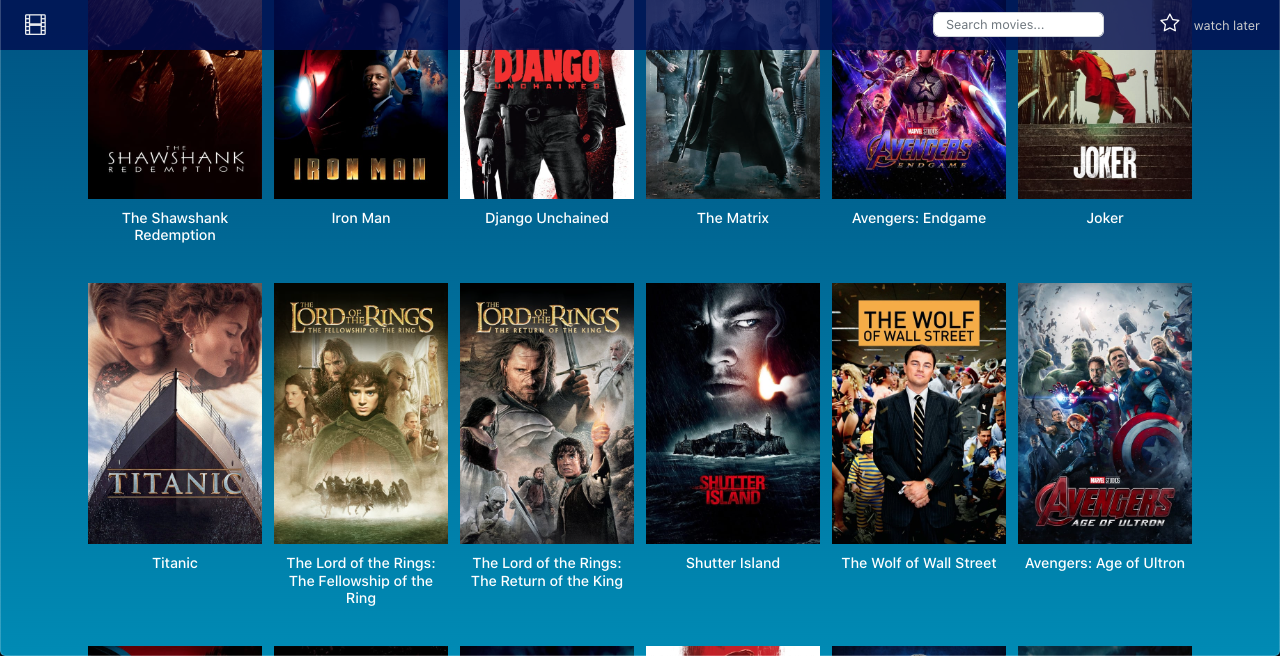 Search movies...
watch later
DJANGO
UNCHAINED
THE
SHAWSHANK
REDEMPTION
IRON MAN
MARVEL STUDIOS
AVENGERS
ENDGAME
JOKER
The Shawshank
Redemption
Iron Man
Django Unchained
The Matrix
Avengers: Endgame
Joker
TITANIC
THE
LORD OF THE RINGS
THE FELLOWSHIP OF THE RING
THE
LORD OF THE RINGS
THE RETURN OF THE KING
SHUTTER
ISLAND
THE WOLF
OF WALL STREET
MARVEL STUDIOS
AVENGERS
AGE OF ULTRON
Titanic
The Lord of the Rings:
The Fellowship of the
Ring
The Lord of the Rings:
The Return of the King
Shutter Island
The Wolf of Wall Street
Avengers: Age of Ultron